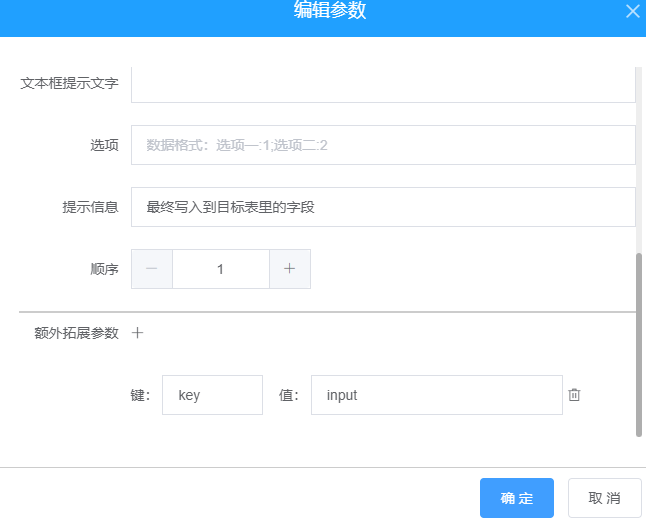 编辑参数
文本框提示文字
选项 数据格式：选项一:1;选项二:2
提示信息 最终写入到目标表里的字段
顺序 1
额外拓展参数
键： key 值： input
确 定 取 消